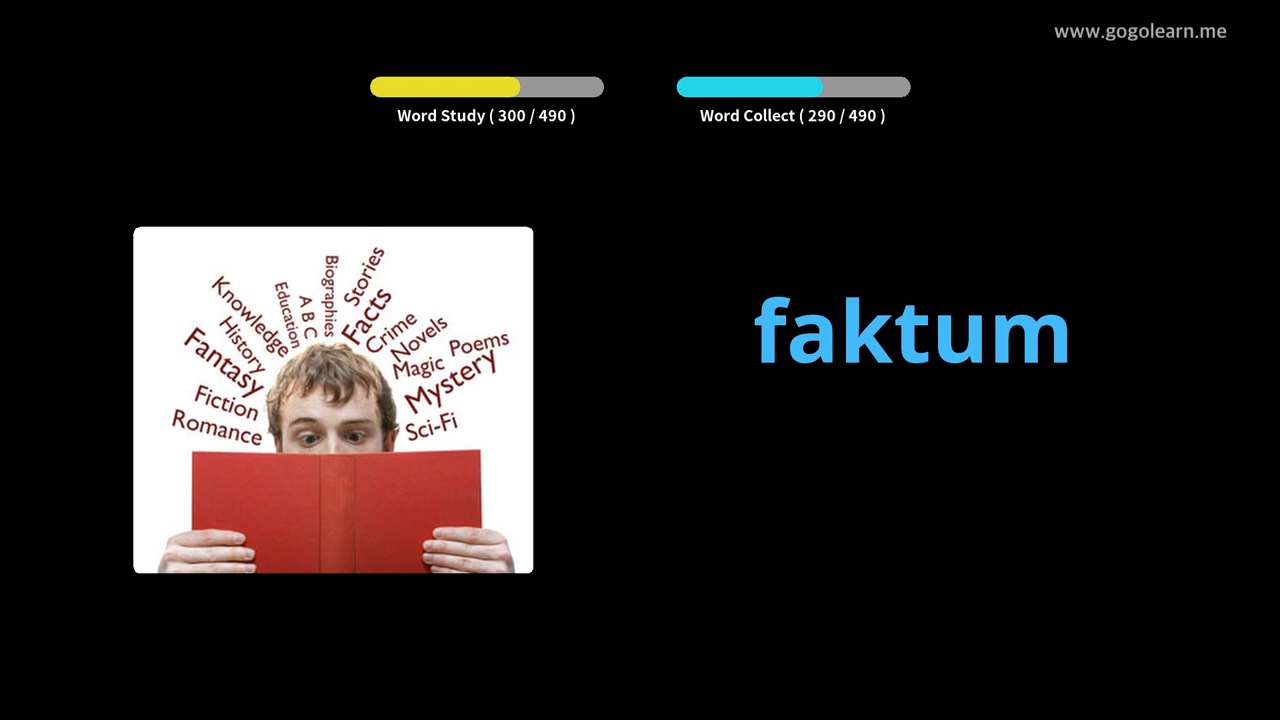 www.gogolearn.me
Word Study ( 300 / 490 )
Word Collect ( 290 / 490 )
Biographies
Stories
Education
A B C
Facts
Knowledge
Crime
History
Novels
Poems
Fantasy
Magic
Mystery
Fiction
Romance
Sci-Fi
faktum